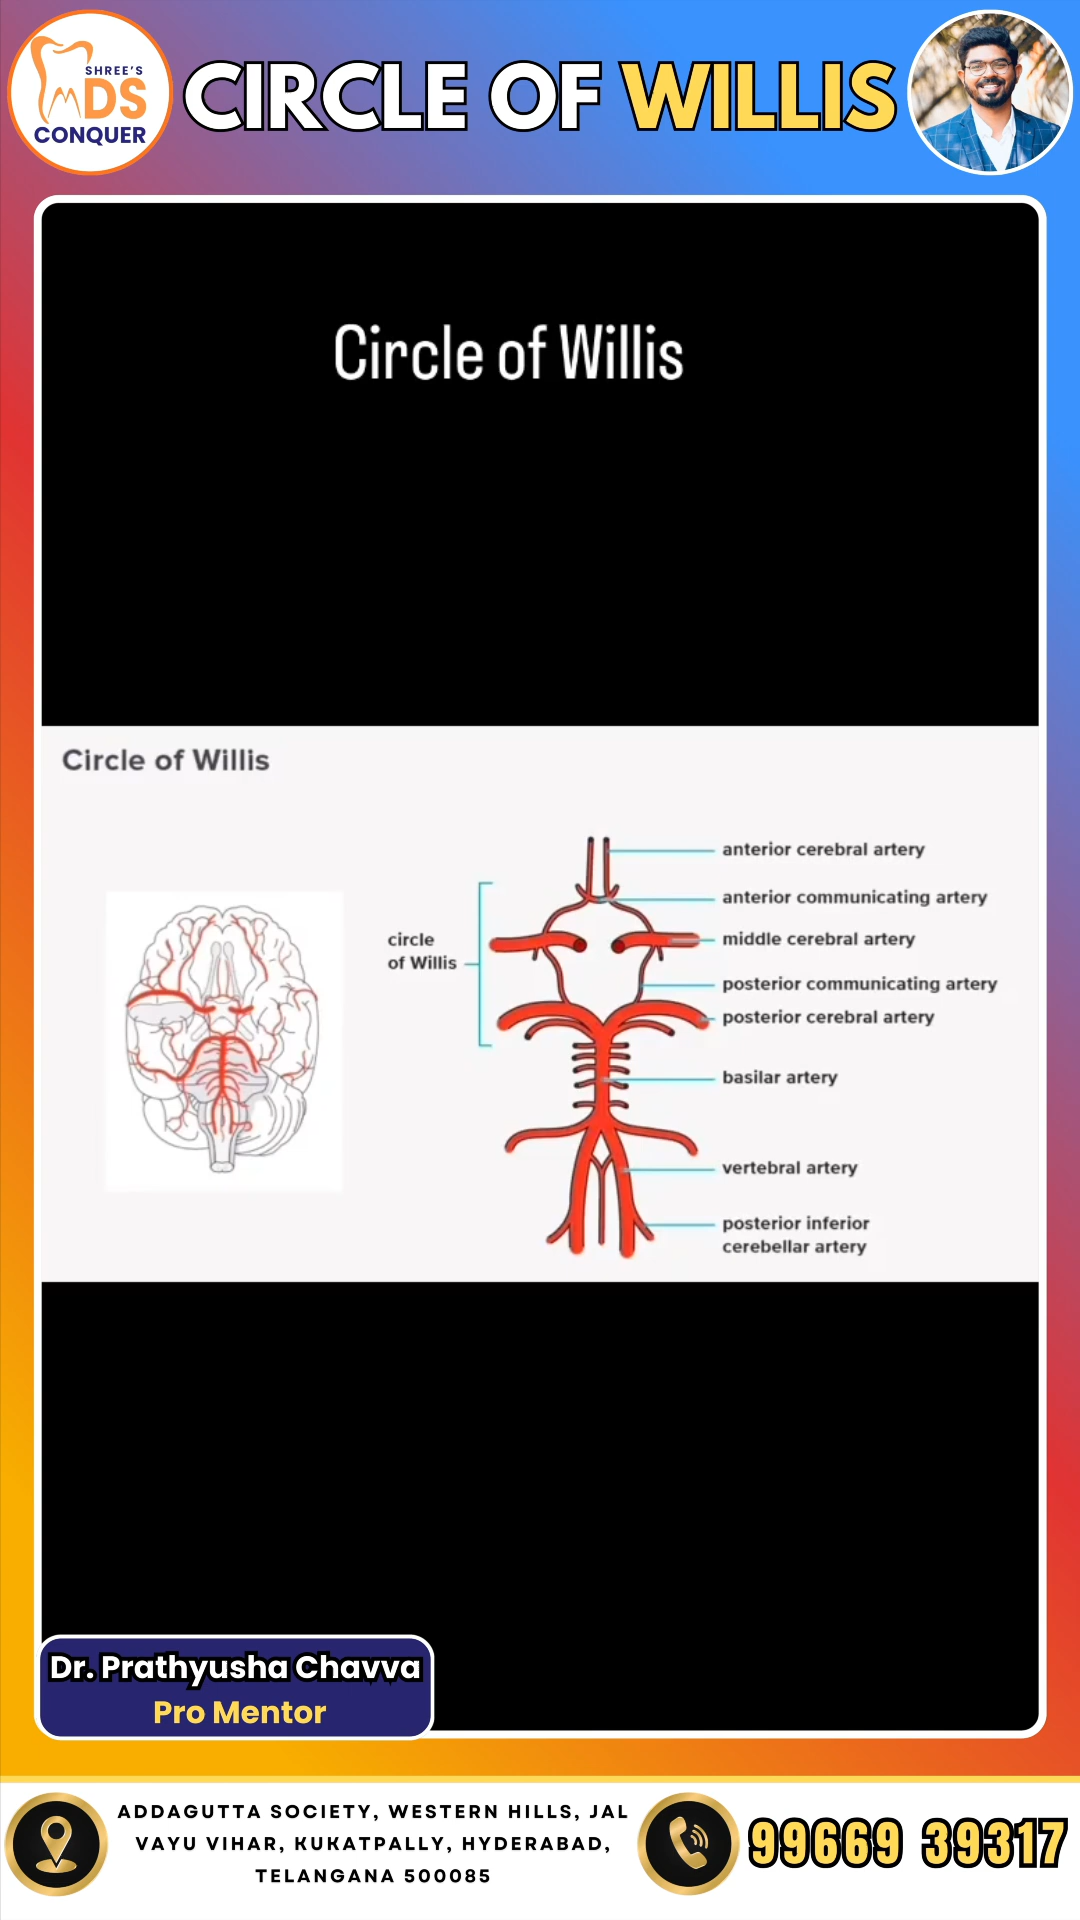 SHREE'S
MDS
CONQUER
CIRCLE OF WILLIS
Circle of Willis
Circle of Willis
anterior cerebral artery
anterior communicating artery
circle
of Willis
middle cerebral artery
posterior communicating artery
posterior cerebral artery
basilar artery
vertebral artery
posterior inferior
cerebellar artery
Dr. Prathyusha Chavva
Pro Mentor
ADDAGUTTA SOCIETY, WESTERN HILLS, JAL
VAYU VIHAR, KUKATPALLY, HYDERABAD,
TELANGANA 500085
99669 39317